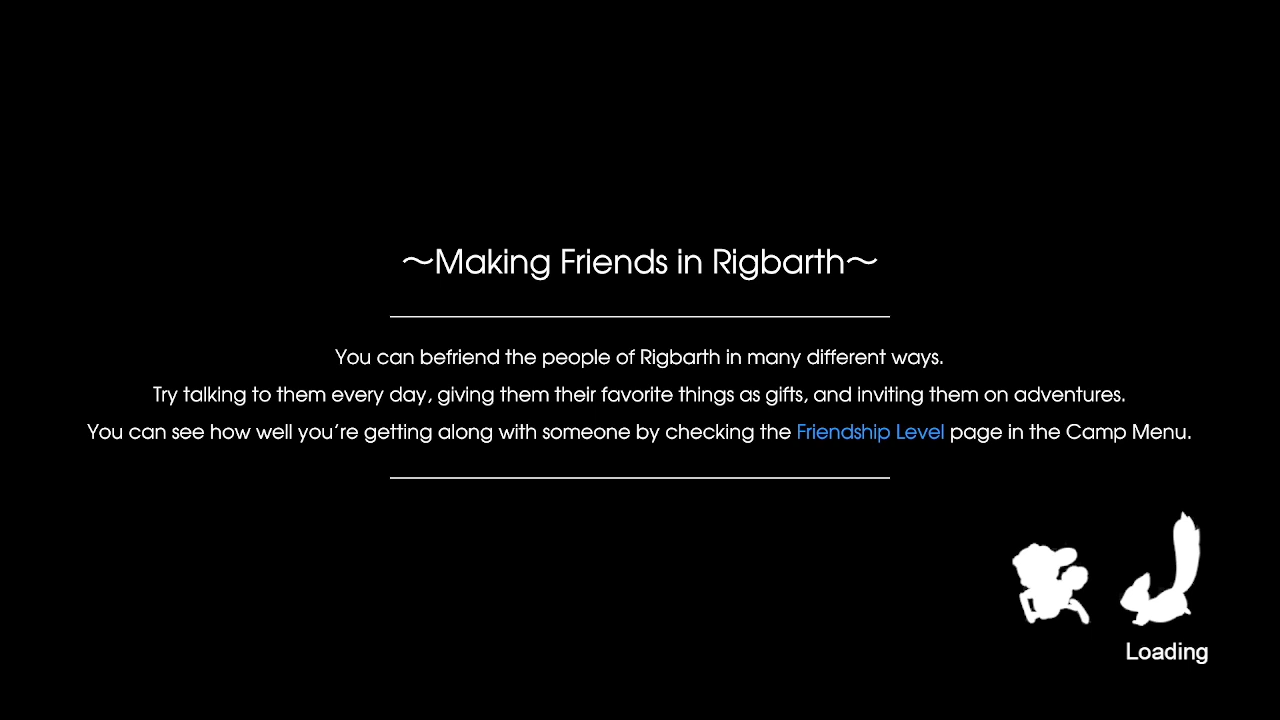 ～Making Friends in Rigbarth～
You can befriend the people of Rigbarth in many different ways.
Try talking to them every day, giving them their favorite things as gifts, and inviting them on adventures.
You can see how well you’re getting along with someone by checking the Friendship Level page in the Camp Menu.
Loading